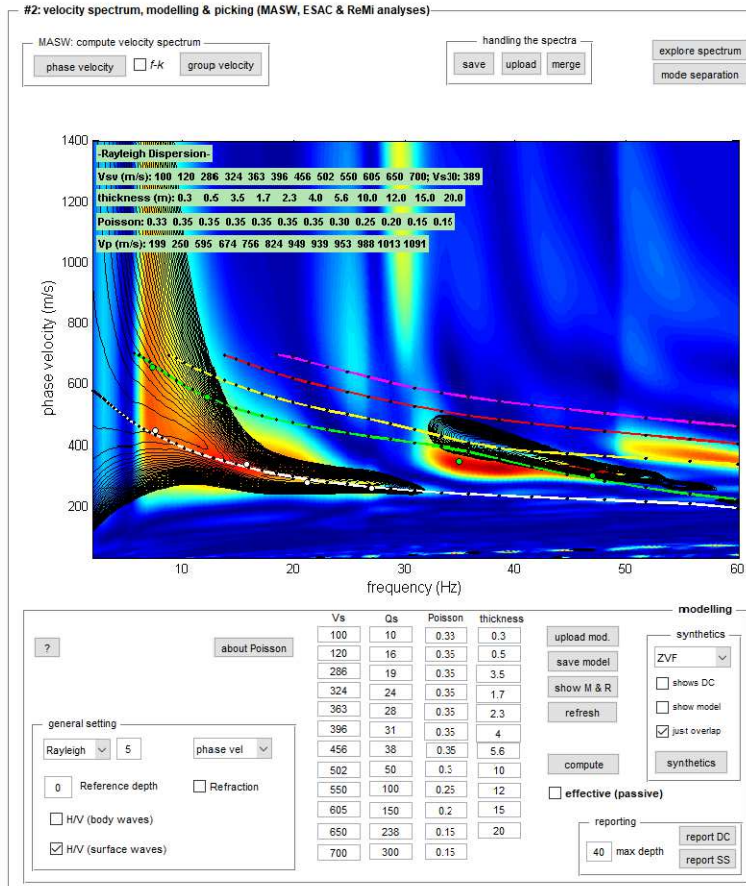 #2: velocity spectrum, modelling & picking (MASW, ESAC & ReMi analyses)
MASW: compute velocity spectrum
phase velocity
f-k
group velocity
handling the spectra
save upload merge
explore spectrum
mode separation
-Rayleigh Dispersion-
Vsv (m/s): 100 120 286 324 363 396 456 502 550 605 650 700; Vs30: 389
thickness (m): 0.3 0.5 3.5 1.7 2.3 4.0 5.6 10.0 12.0 15.0 20.0
Poisson: 0.33 0.35 0.35 0.35 0.35 0.35 0.35 0.30 0.25 0.20 0.15 0.15
Vp (m/s): 199 250 595 674 756 824 949 939 953 988 1013 1091
1400
1200
1000
800
600
400
200
phase velocity (m/s)
10 20 30 40 50 60
frequency (Hz)
modelling
Vs Qs Poisson thickness
100 10 0.33 0.3
120 16 0.35 0.5
286 19 0.35 3.5
324 24 0.35 1.7
363 28 0.35 2.3
396 31 0.35 4
456 38 0.35 5.6
502 50 0.3 10
550 100 0.25 12
605 150 0.2 15
650 238 0.15 20
700 300 0.15
?
about Poisson
general setting
Rayleigh 5 phase vel
0 Reference depth
Refraction
H/V (body waves)
H/V (surface waves)
upload mod.
save model
show M & R
refresh
compute
effective (passive)
synthetics
ZVF
shows DC
show model
just overlap
synthetics
reporting
40 max depth
report DC
report SS